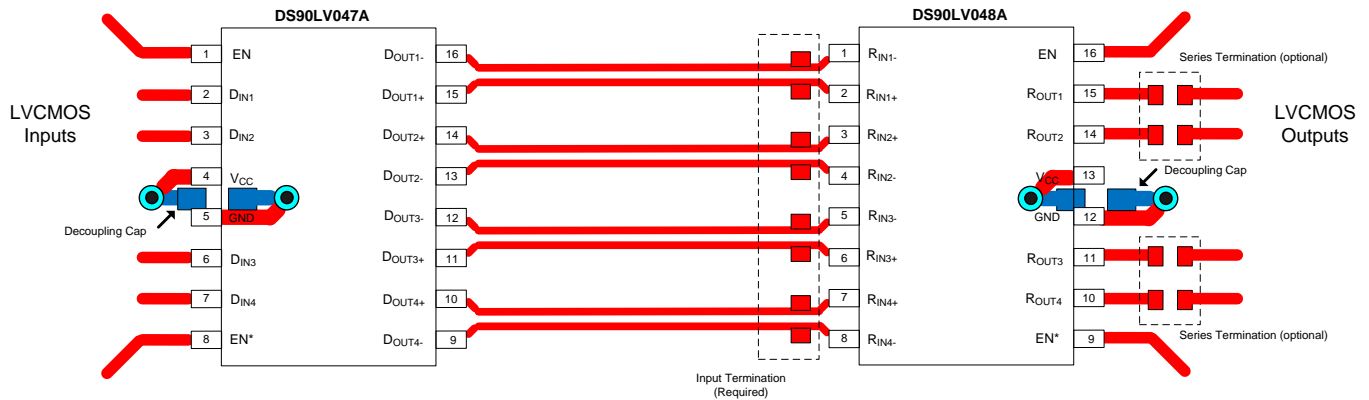 DS90LV047A
DS90LV048A
LVCMOS
Inputs
1 EN
2 DIN1
3 DIN2
4 VCC
5 GND
6 DIN3
7 DIN4
8 EN*
Decoupling Cap
DOUT1- 16
DOUT1+ 15
DOUT2+ 14
DOUT2- 13
DOUT3- 12
DOUT3+ 11
DOUT4+ 10
DOUT4- 9
Input Termination
(Required)
1 RIN1-
2 RIN1+
3 RIN2+
4 RIN2-
5 RIN3-
6 RIN3+
7 RIN4+
8 RIN4-
EN 16
ROUT1 15
ROUT2 14
VCC 13
GND 12
ROUT3 11
ROUT4 10
EN* 9
Series Termination (optional)
LVCMOS
Outputs
Decoupling Cap
Series Termination (optional)